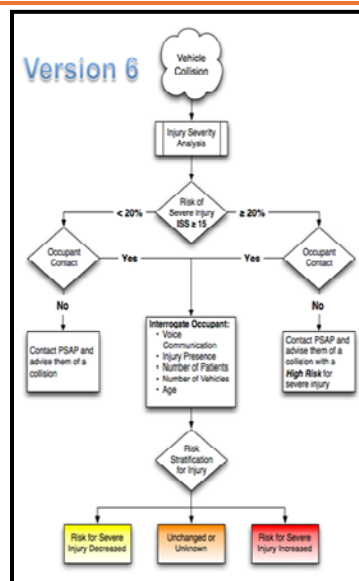 Version 6
Vehicle
Collision
Injury Severity
Analysis
Risk of
Severe Injury
ISS ≥ 15
< 20%
≥ 20%
Occupant
Contact
Yes
Yes
Occupant
Contact
No
No
Contact PSAP and
advise them of a
collision
Interrogate Occupant:
• Voice
Communication
• Injury Presence
• Number of Patients
• Number of Vehicles
• Age
Contact PSAP and
advise them of a
collision with a
High Risk for
severe injury
Risk
Stratification
for Injury
Risk for Severe
Injury Decreased
Unchanged or
Unknown
Risk for Severe
Injury Increased